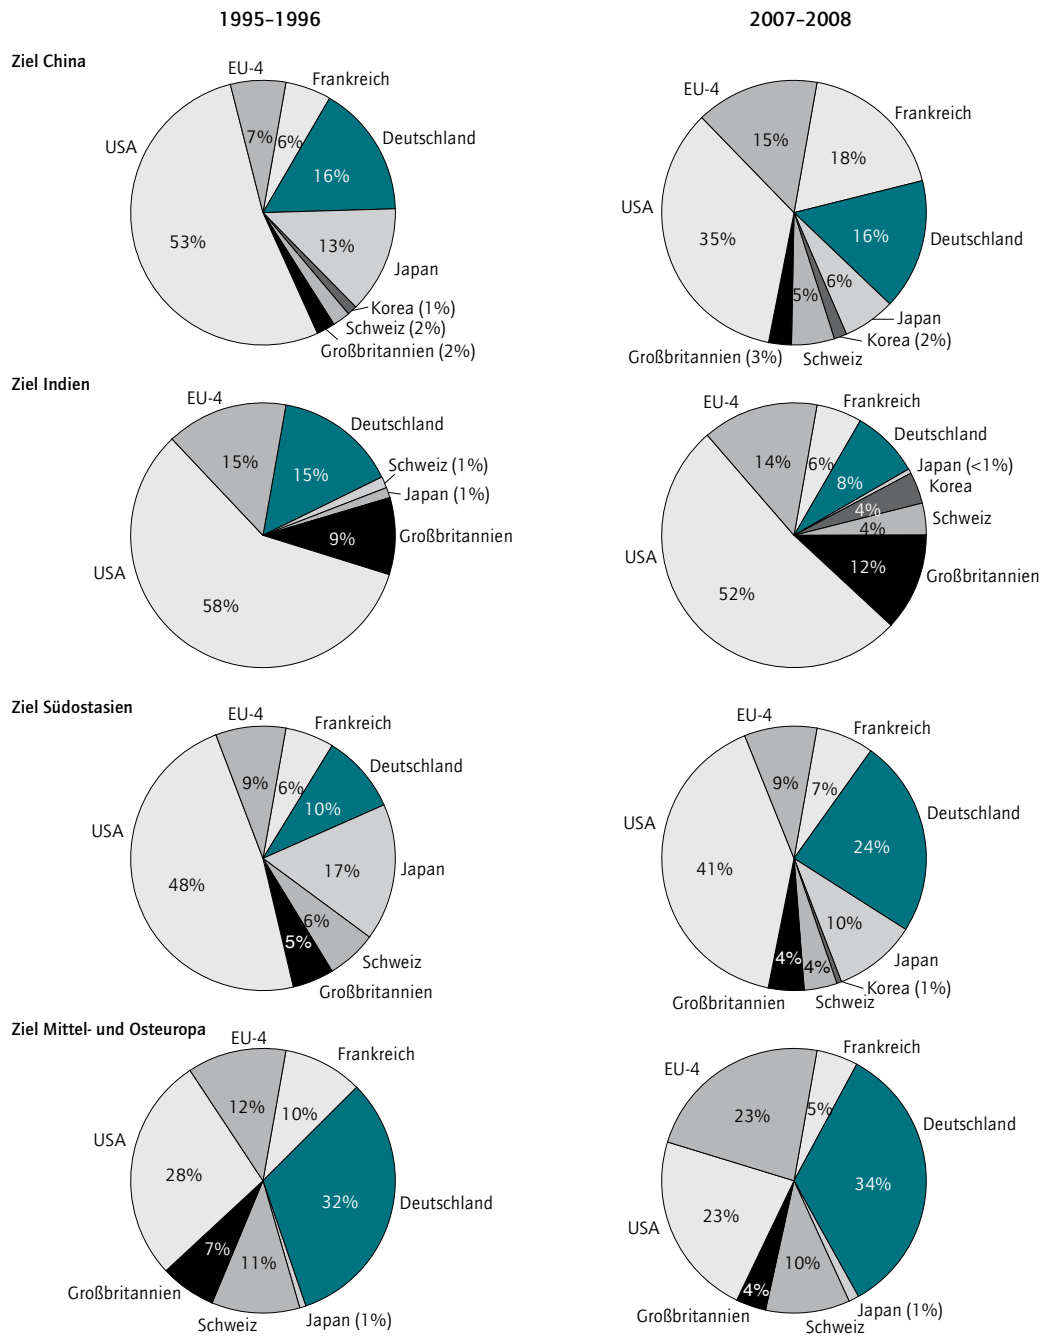 1995–1996
2007–2008
Ziel China
EU-4
Frankreich
USA
Deutschland
7%
6%
16%
53%
13%
Japan
Korea (1%)
Schweiz (2%)
Großbritannien (2%)
EU-4
Frankreich
15%
18%
USA
35%
16%
Deutschland
5%
6%
Japan
Korea (2%)
Großbritannien (3%)
Schweiz
Ziel Indien
EU-4
Deutschland
15%
15%
Schweiz (1%)
Japan (1%)
9%
Großbritannien
USA
58%
EU-4
Frankreich
Deutschland
14%
6%
8%
Japan (<1%)
Korea
4%
Schweiz
4%
USA
12%
Großbritannien
52%
Ziel Südostasien
EU-4
Frankreich
Deutschland
9%
6%
10%
USA
17%
Japan
48%
6%
5%
Schweiz
Großbritannien
EU-4
Frankreich
9%
7%
Deutschland
USA
24%
41%
10%
Japan
4%
4%
Korea (1%)
Großbritannien
Schweiz
Ziel Mittel- und Osteuropa
EU-4
Frankreich
12%
10%
USA
28%
32%
Deutschland
7%
11%
Großbritannien
Schweiz
Japan (1%)
Frankreich
EU-4
23%
5%
Deutschland
34%
USA
23%
10%
4%
Großbritannien
Japan (1%)
Schweiz